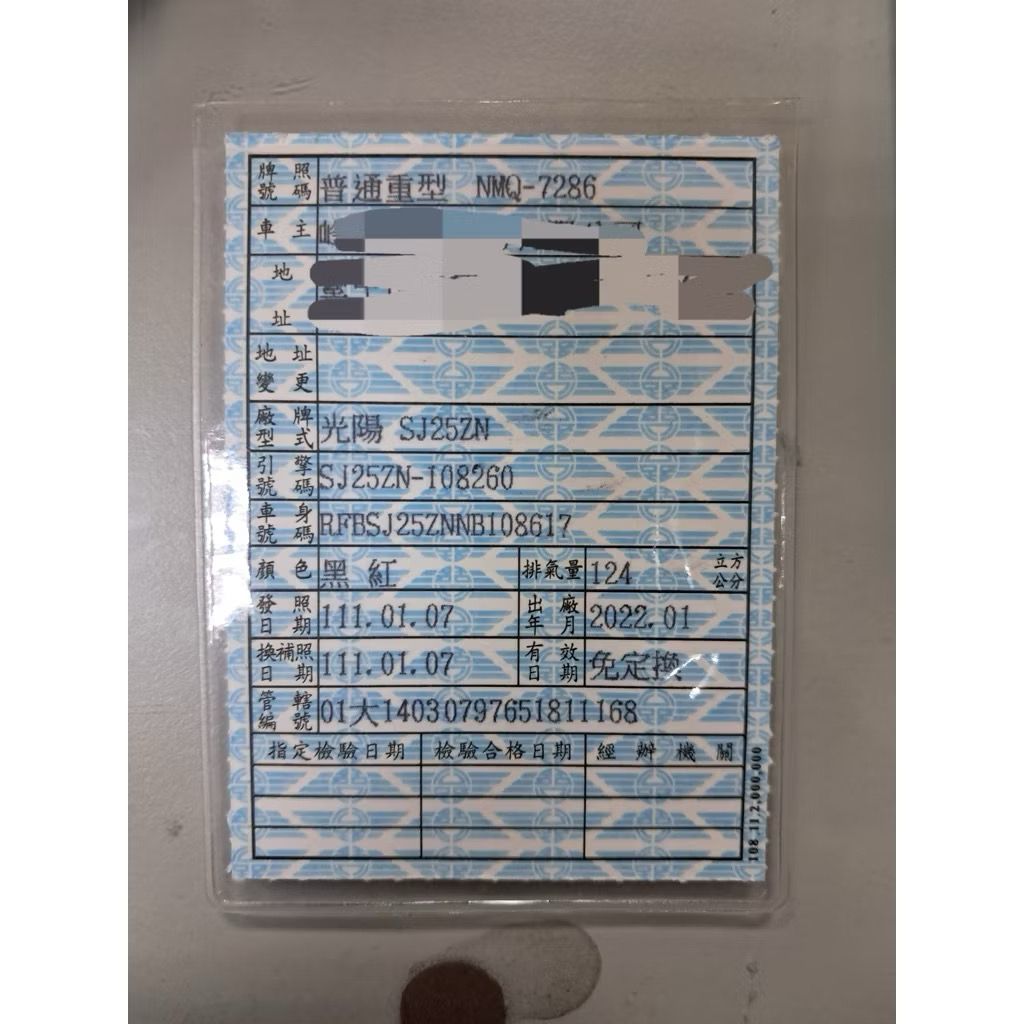 牌照號碼 普通重型 NMQ-7286
車主
地址
地址變更
廠牌型式 光陽 SJ25ZN
引擎號碼 SJ25ZN-108260
車身號碼 RFBSJ25ZNNB108617
顏色 黑紅 排氣量 124 立方公分
發照日期 111.01.07 出廠年月 2022.01
換補照日期 111.01.07 有效日期 免定換
管轄編號 01大14030797651811168
指定檢驗日期 檢驗合格日期 經辦機關
108.11.2,000,000